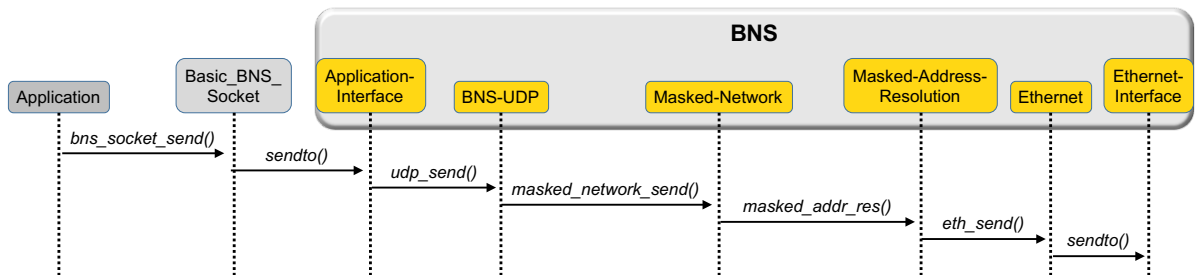 BNS
Application
Basic_BNS_
Socket
Application-
Interface
BNS-UDP
Masked-Network
Masked-Address-
Resolution
Ethernet
Ethernet-
Interface
bns_socket_send()
sendto()
udp_send()
masked_network_send()
masked_addr_res()
eth_send()
sendto()